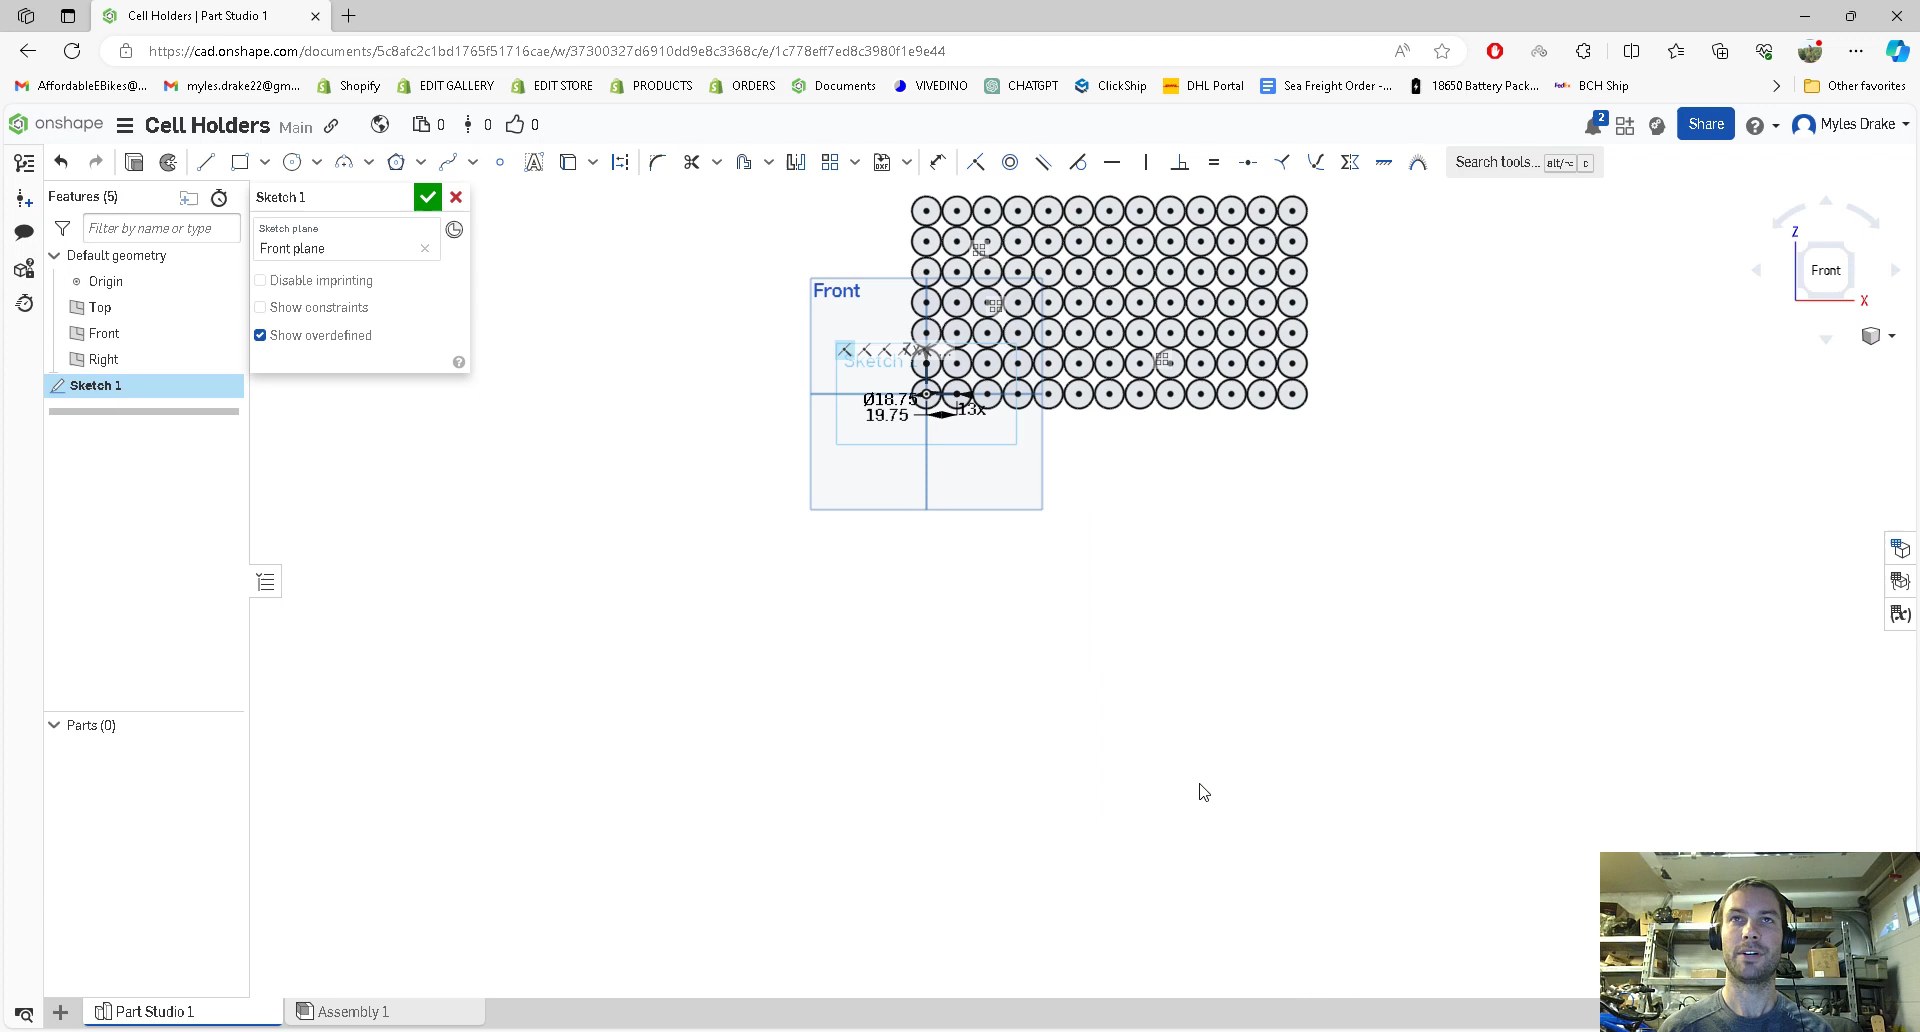 Cell Holders | Part Studio 1
https://cad.onshape.com/documents/5c8afc2c1bd1765f51716cae/w/37300327d6910dd9e8c3368c/e/1c778eff7ed8c3980f1e9e44
AffordableEBikes@... myles.drake22@gm... Shopify EDIT GALLERY EDIT STORE PRODUCTS ORDERS Documents VIVEDINO CHATGPT ClickShip DHL Portal Sea Freight Order -... 18650 Battery Pack... BCH Ship Other favorites
onshape Cell Holders Main 0 0 0 2 Share Myles Drake
Search tools... alt/⌥ c
Features (5)
Filter by name or type
Default geometry
Origin
Top
Front
Right
Sketch 1
Sketch 1
Sketch plane
Front plane
Disable imprinting
Show constraints
Show overdefined
Front
Ø18.75
19.75
13x
Z
Front
X
Parts (0)
Part Studio 1
Assembly 1